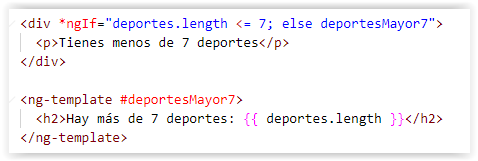 <div *ngIf="deportes.length <= 7; else deportesMayor7">
<p>Tienes menos de 7 deportes</p>
</div>
<ng-template #deportesMayor7>
<h2>Hay más de 7 deportes: {{ deportes.length }}</h2>
</ng-template>